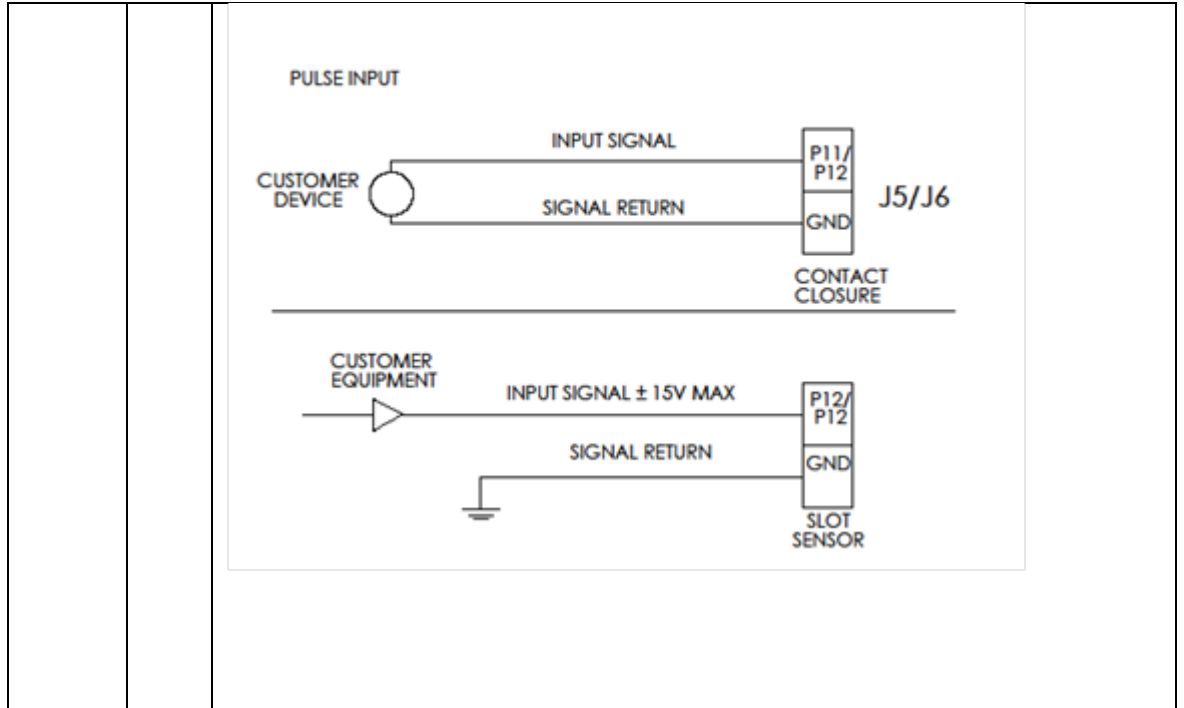 PULSE INPUT
INPUT SIGNAL
P11/
P12
CUSTOMER
DEVICE
J5/J6
SIGNAL RETURN
GND
CONTACT
CLOSURE
CUSTOMER
EQUIPMENT
INPUT SIGNAL ± 15V MAX
P12/
P12
SIGNAL RETURN
GND
SLOT
SENSOR